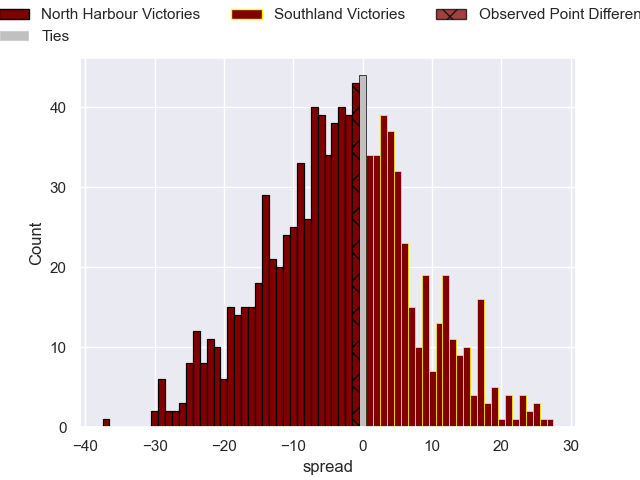 North Harbour Victories Southland Victories Observed Point Differen
Ties
40
30
20
10
0
Count
−40 −30 −20 −10 0 10 20 30
spread